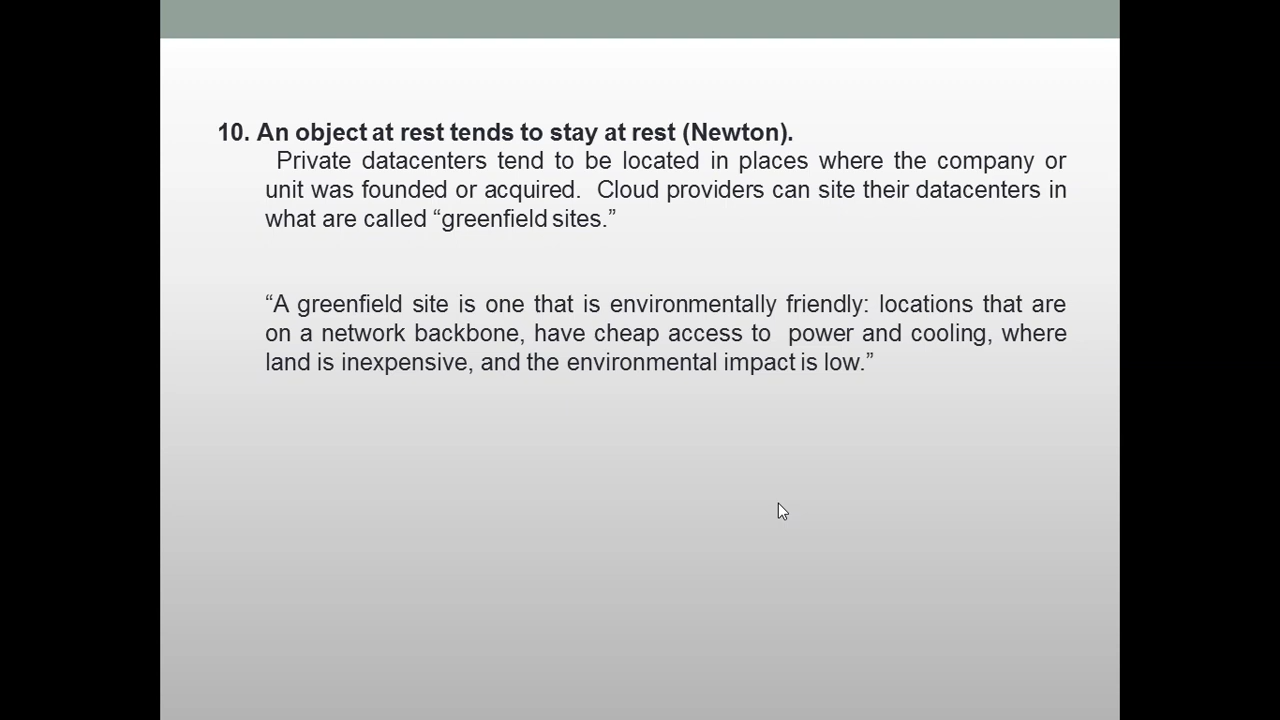 10. An object at rest tends to stay at rest (Newton).
Private datacenters tend to be located in places where the company or
unit was founded or acquired.  Cloud providers can site their datacenters in
what are called “greenfield sites.”
“A greenfield site is one that is environmentally friendly: locations that are
on a network backbone, have cheap access to  power and cooling, where
land is inexpensive, and the environmental impact is low.”